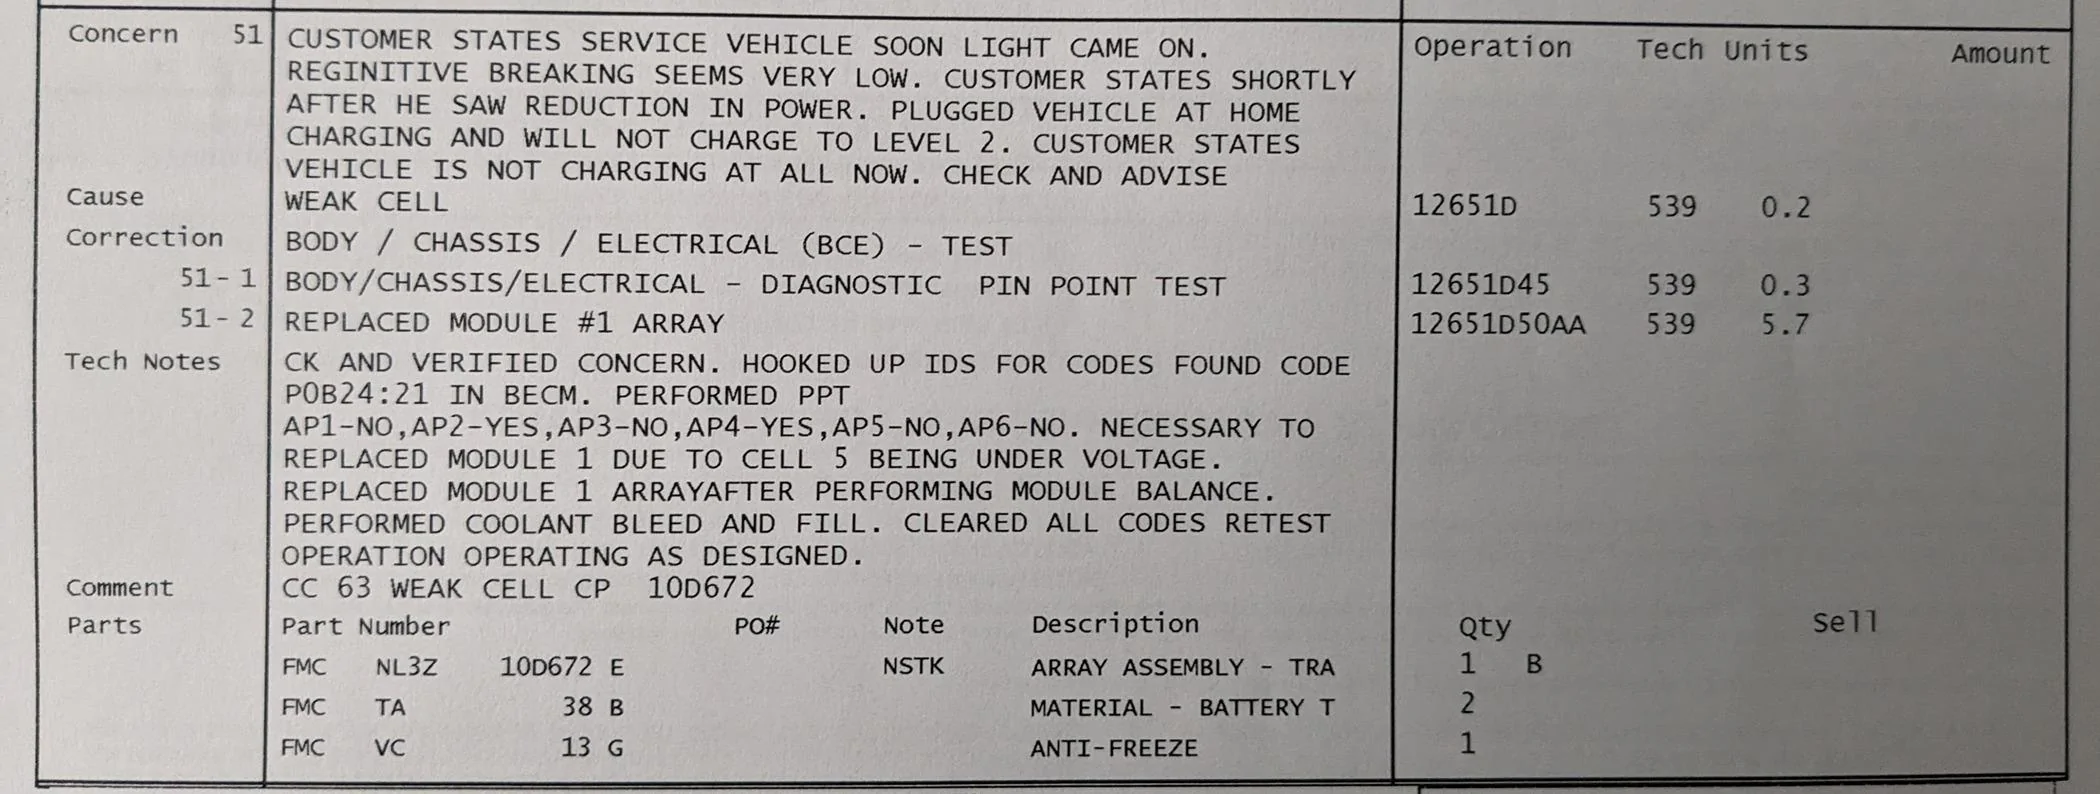 Concern 51 CUSTOMER STATES SERVICE VEHICLE SOON LIGHT CAME ON. Operation Tech Units Amount
REGINITIVE BREAKING SEEMS VERY LOW. CUSTOMER STATES SHORTLY
AFTER HE SAW REDUCTION IN POWER. PLUGGED VEHICLE AT HOME
CHARGING AND WILL NOT CHARGE TO LEVEL 2. CUSTOMER STATES
VEHICLE IS NOT CHARGING AT ALL NOW. CHECK AND ADVISE
Cause WEAK CELL 12651D 539 0.2
Correction BODY / CHASSIS / ELECTRICAL (BCE) - TEST
51-1 BODY/CHASSIS/ELECTRICAL - DIAGNOSTIC PIN POINT TEST 12651D45 539 0.3
51-2 REPLACED MODULE #1 ARRAY 12651D50AA 539 5.7
Tech Notes CK AND VERIFIED CONCERN. HOOKED UP IDS FOR CODES FOUND CODE
P0B24:21 IN BECM. PERFORMED PPT
AP1-NO,AP2-YES,AP3-NO,AP4-YES,AP5-NO,AP6-NO. NECESSARY TO
REPLACED MODULE 1 DUE TO CELL 5 BEING UNDER VOLTAGE.
REPLACED MODULE 1 ARRAYAFTER PERFORMING MODULE BALANCE.
PERFORMED COOLANT BLEED AND FILL. CLEARED ALL CODES RETEST
OPERATION OPERATING AS DESIGNED.
Comment CC 63 WEAK CELL CP 10D672
Parts Part Number PO# Note Description Qty Sell
FMC NL3Z 10D672 E NSTK ARRAY ASSEMBLY - TRA 1 B
FMC TA 38 B MATERIAL - BATTERY T 2
FMC VC 13 G ANTI-FREEZE 1